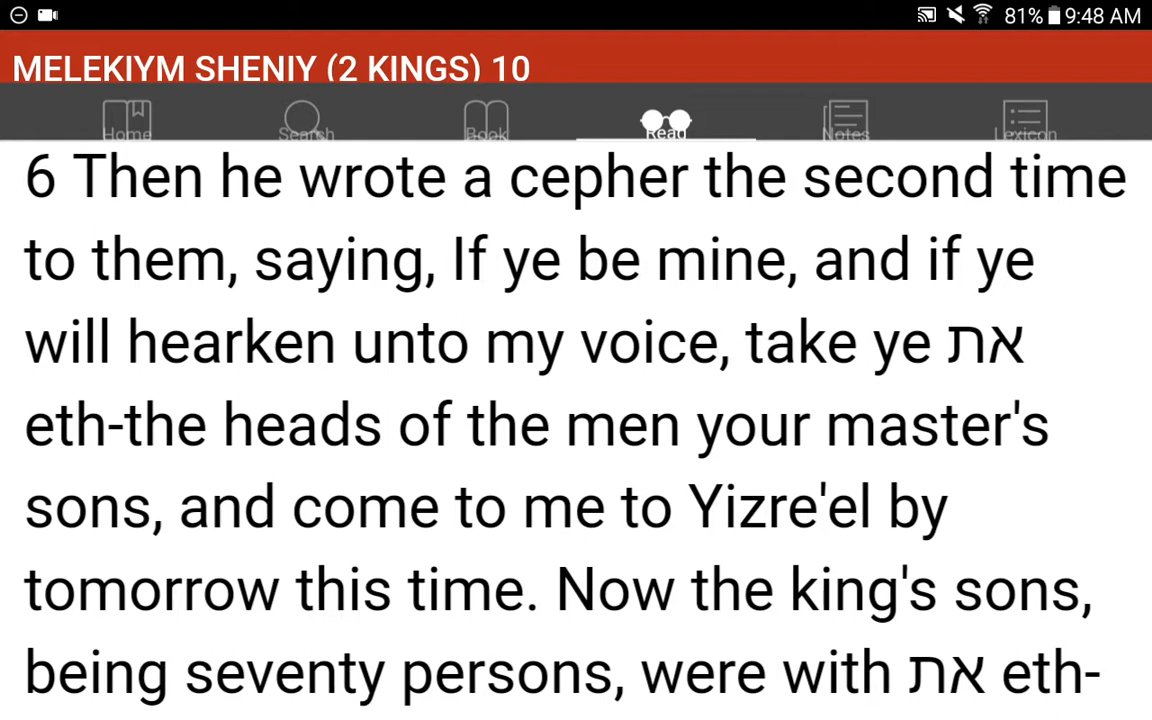 81% 9:48 AM
MELEKIYM SHENIY (2 KINGS) 10
Home Search Book Read Notes Lexicon
6 Then he wrote a cepher the second time
to them, saying, If ye be mine, and if ye
will hearken unto my voice, take ye את
eth-the heads of the men your master's
sons, and come to me to Yizre'el by
tomorrow this time. Now the king's sons,
being seventy persons, were with את eth-